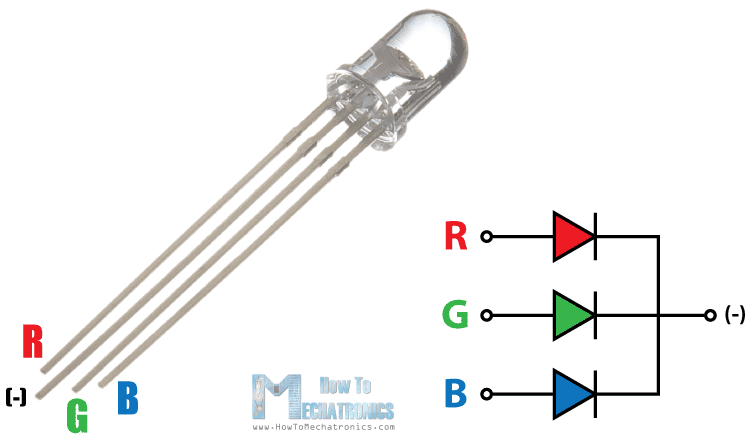 R
(-)
G
B
How To
MECHATRONICS
www.HowToMechatronics.com
R
G
(-)
B